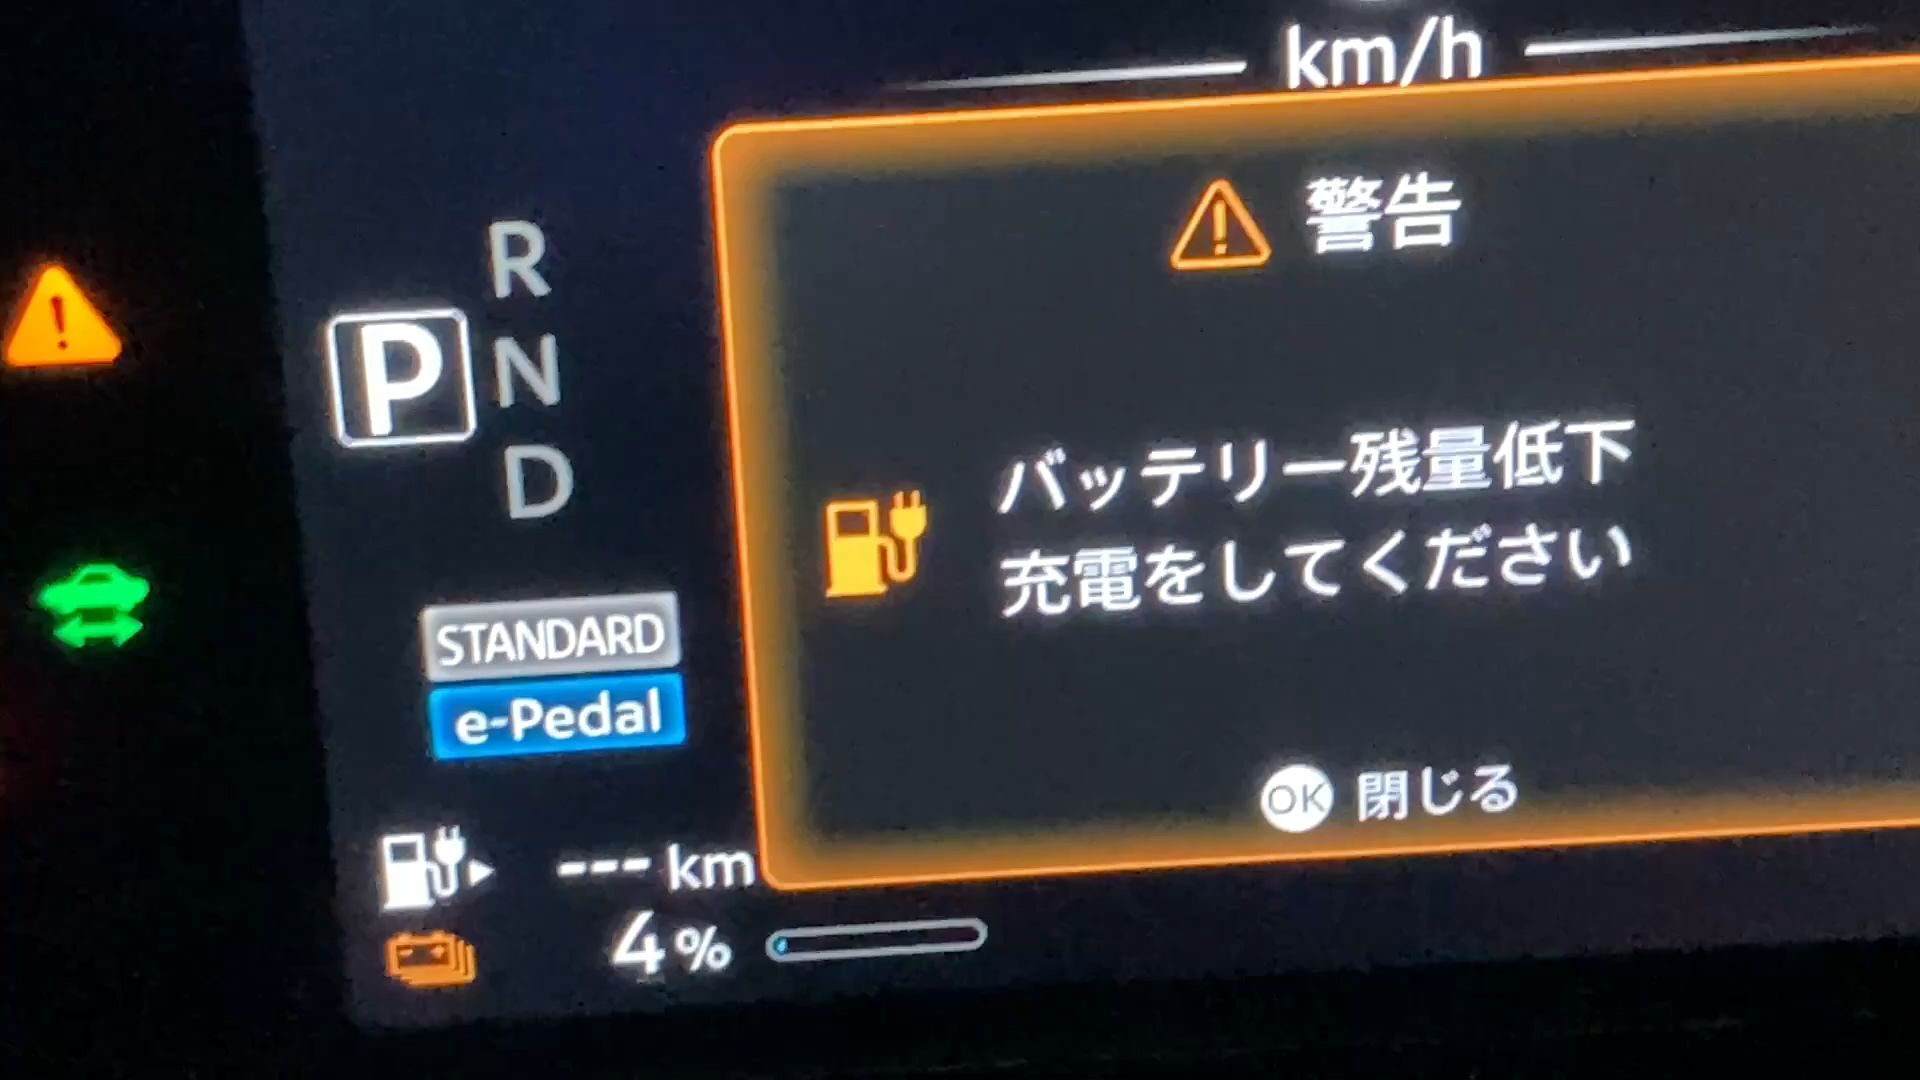 km/h
警告
R
P
N
D
バッテリー残量低下
充電をしてください
STANDARD
e-Pedal
OK 閉じる
--- km
4%